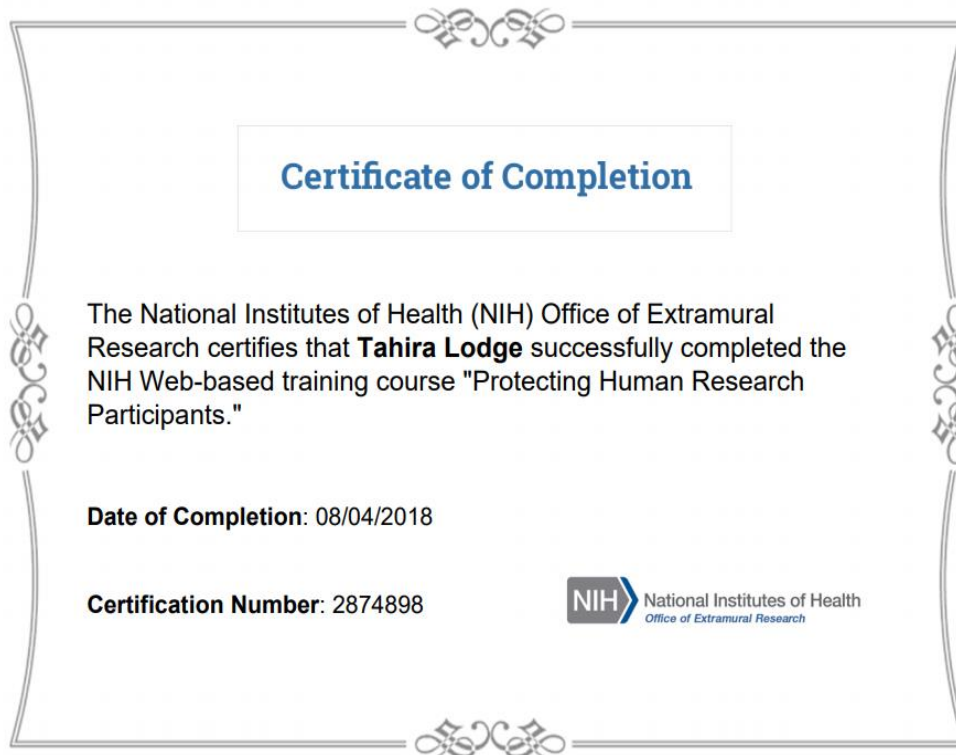 Certificate of Completion
The National Institutes of Health (NIH) Office of Extramural
Research certifies that Tahira Lodge successfully completed the
NIH Web-based training course "Protecting Human Research
Participants."
Date of Completion: 08/04/2018
Certification Number: 2874898
NIH National Institutes of Health
Office of Extramural Research